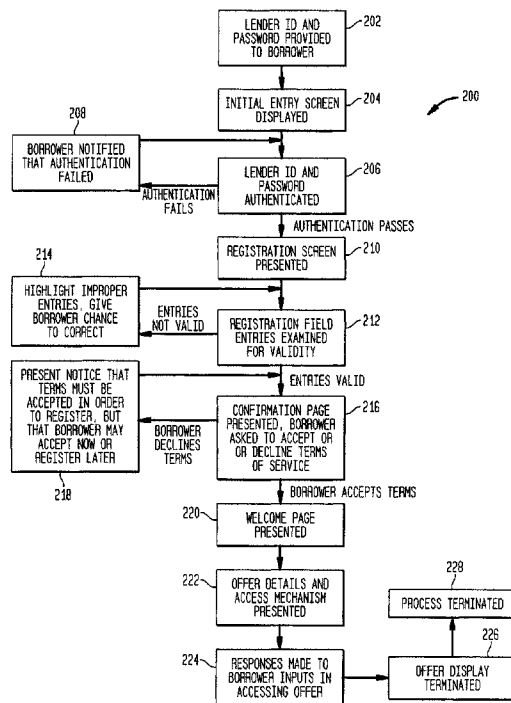 LENDER ID AND
PASSWORD PROVIDED
TO BORROWER
202
INITIAL ENTRY SCREEN
DISPLAYED
204
200
208
BORROWER NOTIFIED
THAT AUTHENTICATION
FAILED
LENDER ID AND
PASSWORD
AUTHENTICATED
206
AUTHENTICATION
FAILS
AUTHENTICATION PASSES
REGISTRATION SCREEN
PRESENTED
210
214
HIGHLIGHT IMPROPER
ENTRIES, GIVE
BORROWER CHANCE
TO CORRECT
ENTRIES
NOT VALID
REGISTRATION FIELD
ENTRIES EXAMINED
FOR VALIDITY
212
ENTRIES VALID
PRESENT NOTICE THAT
TERMS MUST BE
ACCEPTED IN ORDER
TO REGISTER, BUT
THAT BORROWER MAY
ACCEPT NOW OR
REGISTER LATER
218
BORROWER
DECLINES
TERMS
CONFIRMATION PAGE
PRESENTED, BORROWER
ASKED TO ACCEPT OR
OR DECLINE TERMS
OF SERVICE
216
BORROWER ACCEPTS TERMS
220
WELCOME PAGE
PRESENTED
222
OFFER DETAILS AND
ACCESS MECHANISM
PRESENTED
228
PROCESS TERMINATED
224
RESPONSES MADE TO
BORROWER INPUTS IN
ACCESSING OFFER
226
OFFER DISPLAY
TERMINATED